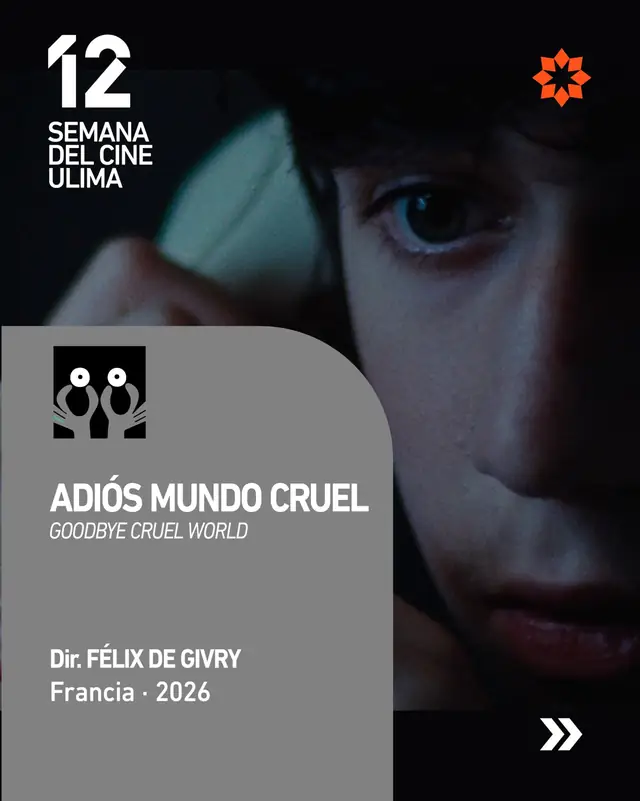 12
SEMANA
DEL CINE
ULIMA
ADIÓS MUNDO CRUEL
GOODBYE CRUEL WORLD
Dir. FÉLIX DE GIVRY
Francia · 2026